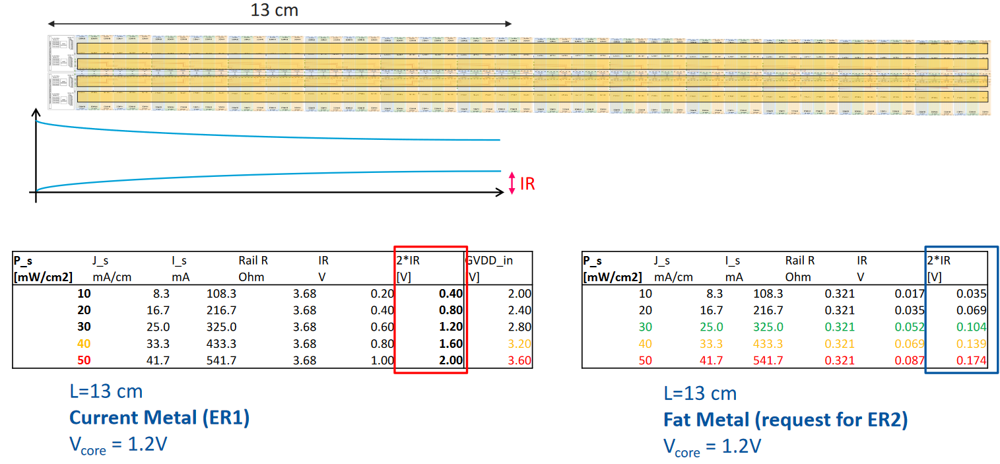 13 cm
IR
P_s J_s I_s Rail R IR 2*IR GVDD_in
[mW/cm2] mA/cm mA Ohm V [V] V]
10 8.3 108.3 3.68 0.20 0.40 2.00
20 16.7 216.7 3.68 0.40 0.80 2.40
30 25.0 325.0 3.68 0.60 1.20 2.80
40 33.3 433.3 3.68 0.80 1.60 3.20
50 41.7 541.7 3.68 1.00 2.00 3.60
L=13 cm
Current Metal (ER1)
Vcore = 1.2V
P_s J_s I_s Rail R IR 2*IR
[mW/cm2] mA/cm mA Ohm V [V]
10 8.3 108.3 0.321 0.017 0.035
20 16.7 216.7 0.321 0.035 0.069
30 25.0 325.0 0.321 0.052 0.104
40 33.3 433.3 0.321 0.069 0.139
50 41.7 541.7 0.321 0.087 0.174
L=13 cm
Fat Metal (request for ER2)
Vcore = 1.2V